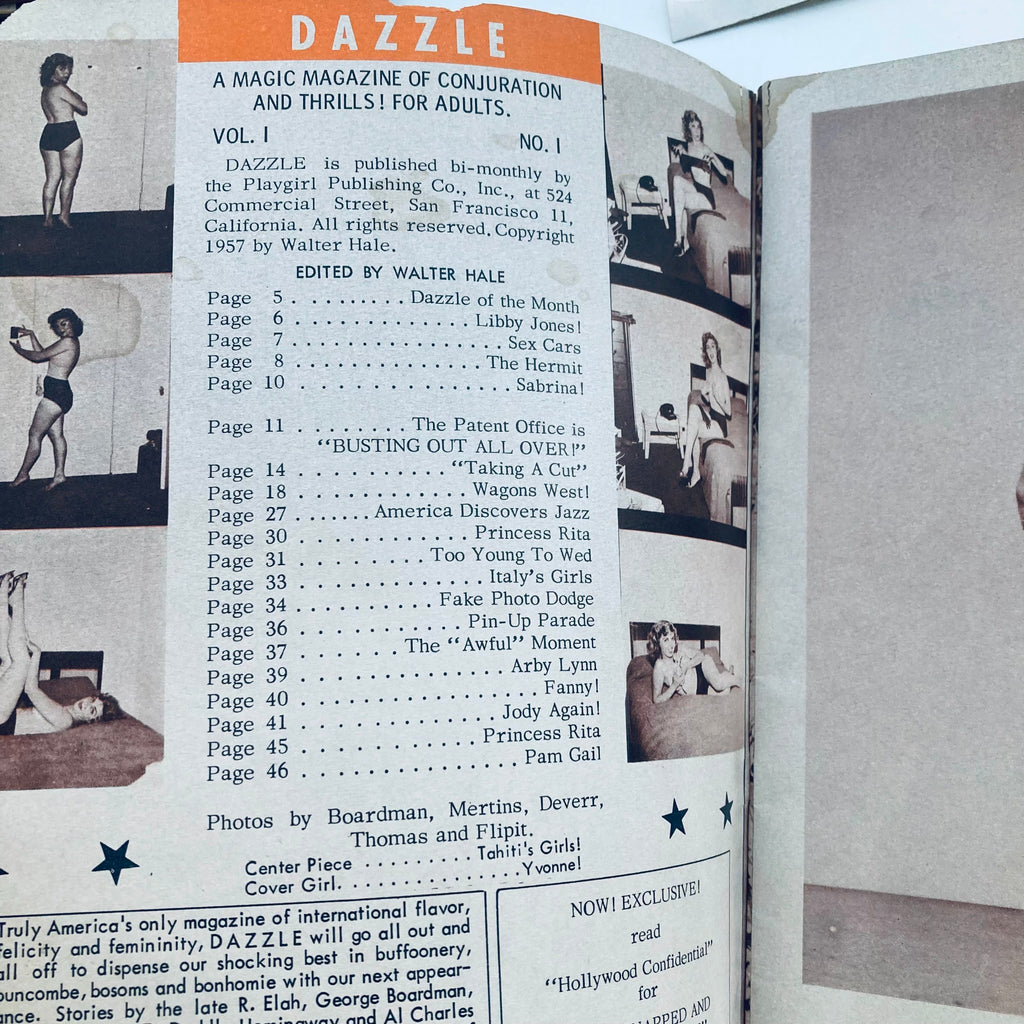 DAZZLE
A MAGIC MAGAZINE OF CONJURATION
AND THRILLS! FOR ADULTS.
VOL. I NO. I
DAZZLE is published bi-monthly by
the Playgirl Publishing Co., Inc., at 524
Commercial Street, San Francisco 11,
California. All rights reserved. Copyright
1957 by Walter Hale.
EDITED BY WALTER HALE
Page 5 . . . . . . . . . Dazzle of the Month
Page 6 . . . . . . . . . . . . . Libby Jones!
Page 7 . . . . . . . . . . . . . . . . Sex Cars
Page 8 . . . . . . . . . . . . . . The Hermit
Page 10 . . . . . . . . . . . . . . . . Sabrina!
Page 11 . . . . . . . . The Patent Office is
"BUSTING OUT ALL OVER!"
Page 14 . . . . . . . . . . . "Taking A Cut"
Page 18 . . . . . . . . . . . . Wagons West!
Page 27 . . . . . . . America Discovers Jazz
Page 30 . . . . . . . . . . . . Princess Rita
Page 31 . . . . . . . . . Too Young To Wed
Page 33 . . . . . . . . . . . . . Italy's Girls
Page 34 . . . . . . . . . . Fake Photo Dodge
Page 36 . . . . . . . . . . . Pin-Up Parade
Page 37 . . . . . . The "Awful" Moment
Page 39 . . . . . . . . . . . . . . Arby Lynn
Page 40 . . . . . . . . . . . . . . . . Fanny!
Page 41 . . . . . . . . . . . . . Jody Again!
Page 45 . . . . . . . . . . . . Princess Rita
Page 46 . . . . . . . . . . . . . . Pam Gail
Photos by Boardman, Mertins, Deverr,
Thomas and Flipit.
Center Piece . . . . . . . . . . Tahiti's Girls!
Cover Girl. . . . . . . . . . . . . . . Yvonne!
Truly America's only magazine of international flavor,
felicity and femininity, DAZZLE will go all out and
all off to dispense our shocking best in buffoonery,
buncombe, bosoms and bonhomie with our next appear-
ance. Stories by the late R. Elah, George Boardman,
Hemingway and Al Charles
NOW! EXCLUSIVE!
read
"Hollywood Confidential"
for
AND